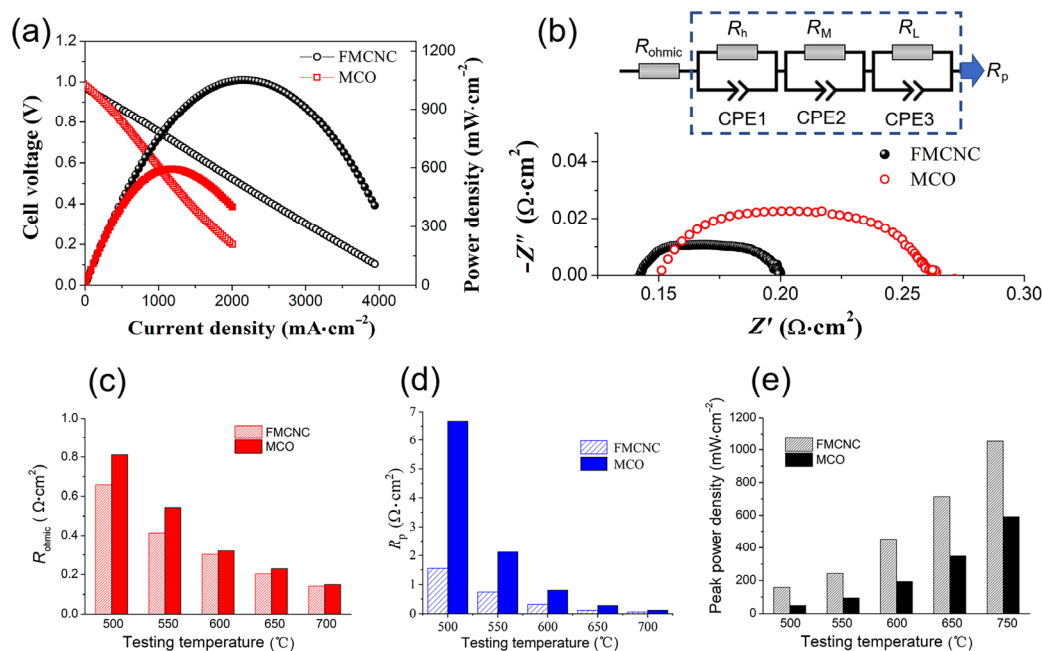 (a)
1.2
1.0
0.8
0.6
0.4
0.2
0.0
Cell voltage (V)
FMCNC
MCO
1200
1050
900
750
600
450
300
150
0
Power density (mW·cm⁻²)
0
1000
2000
3000
4000
Current density (mA·cm⁻²)
(b)
Rohmic
Rh
RM
RL
Rp
CPE1
CPE2
CPE3
FMCNC
MCO
0.04
0.02
0.00
-Z″ (Ω·cm²)
0.15
0.20
0.25
0.30
Z′ (Ω·cm²)
(c)
1.0
0.8
0.6
0.4
0.2
0.0
Rohmic ( Ω·cm²)
FMCNC
MCO
500
550
600
650
700
Testing temperature (℃)
(d)
7
6
5
4
3
2
1
0
Rp (Ω·cm²)
FMCNC
MCO
500
550
600
650
700
Testing temperature (℃)
(e)
1200
1000
800
600
400
200
0
Peak power density (mW·cm⁻²)
FMCNC
MCO
500
550
600
650
750
Testing temperature (℃)